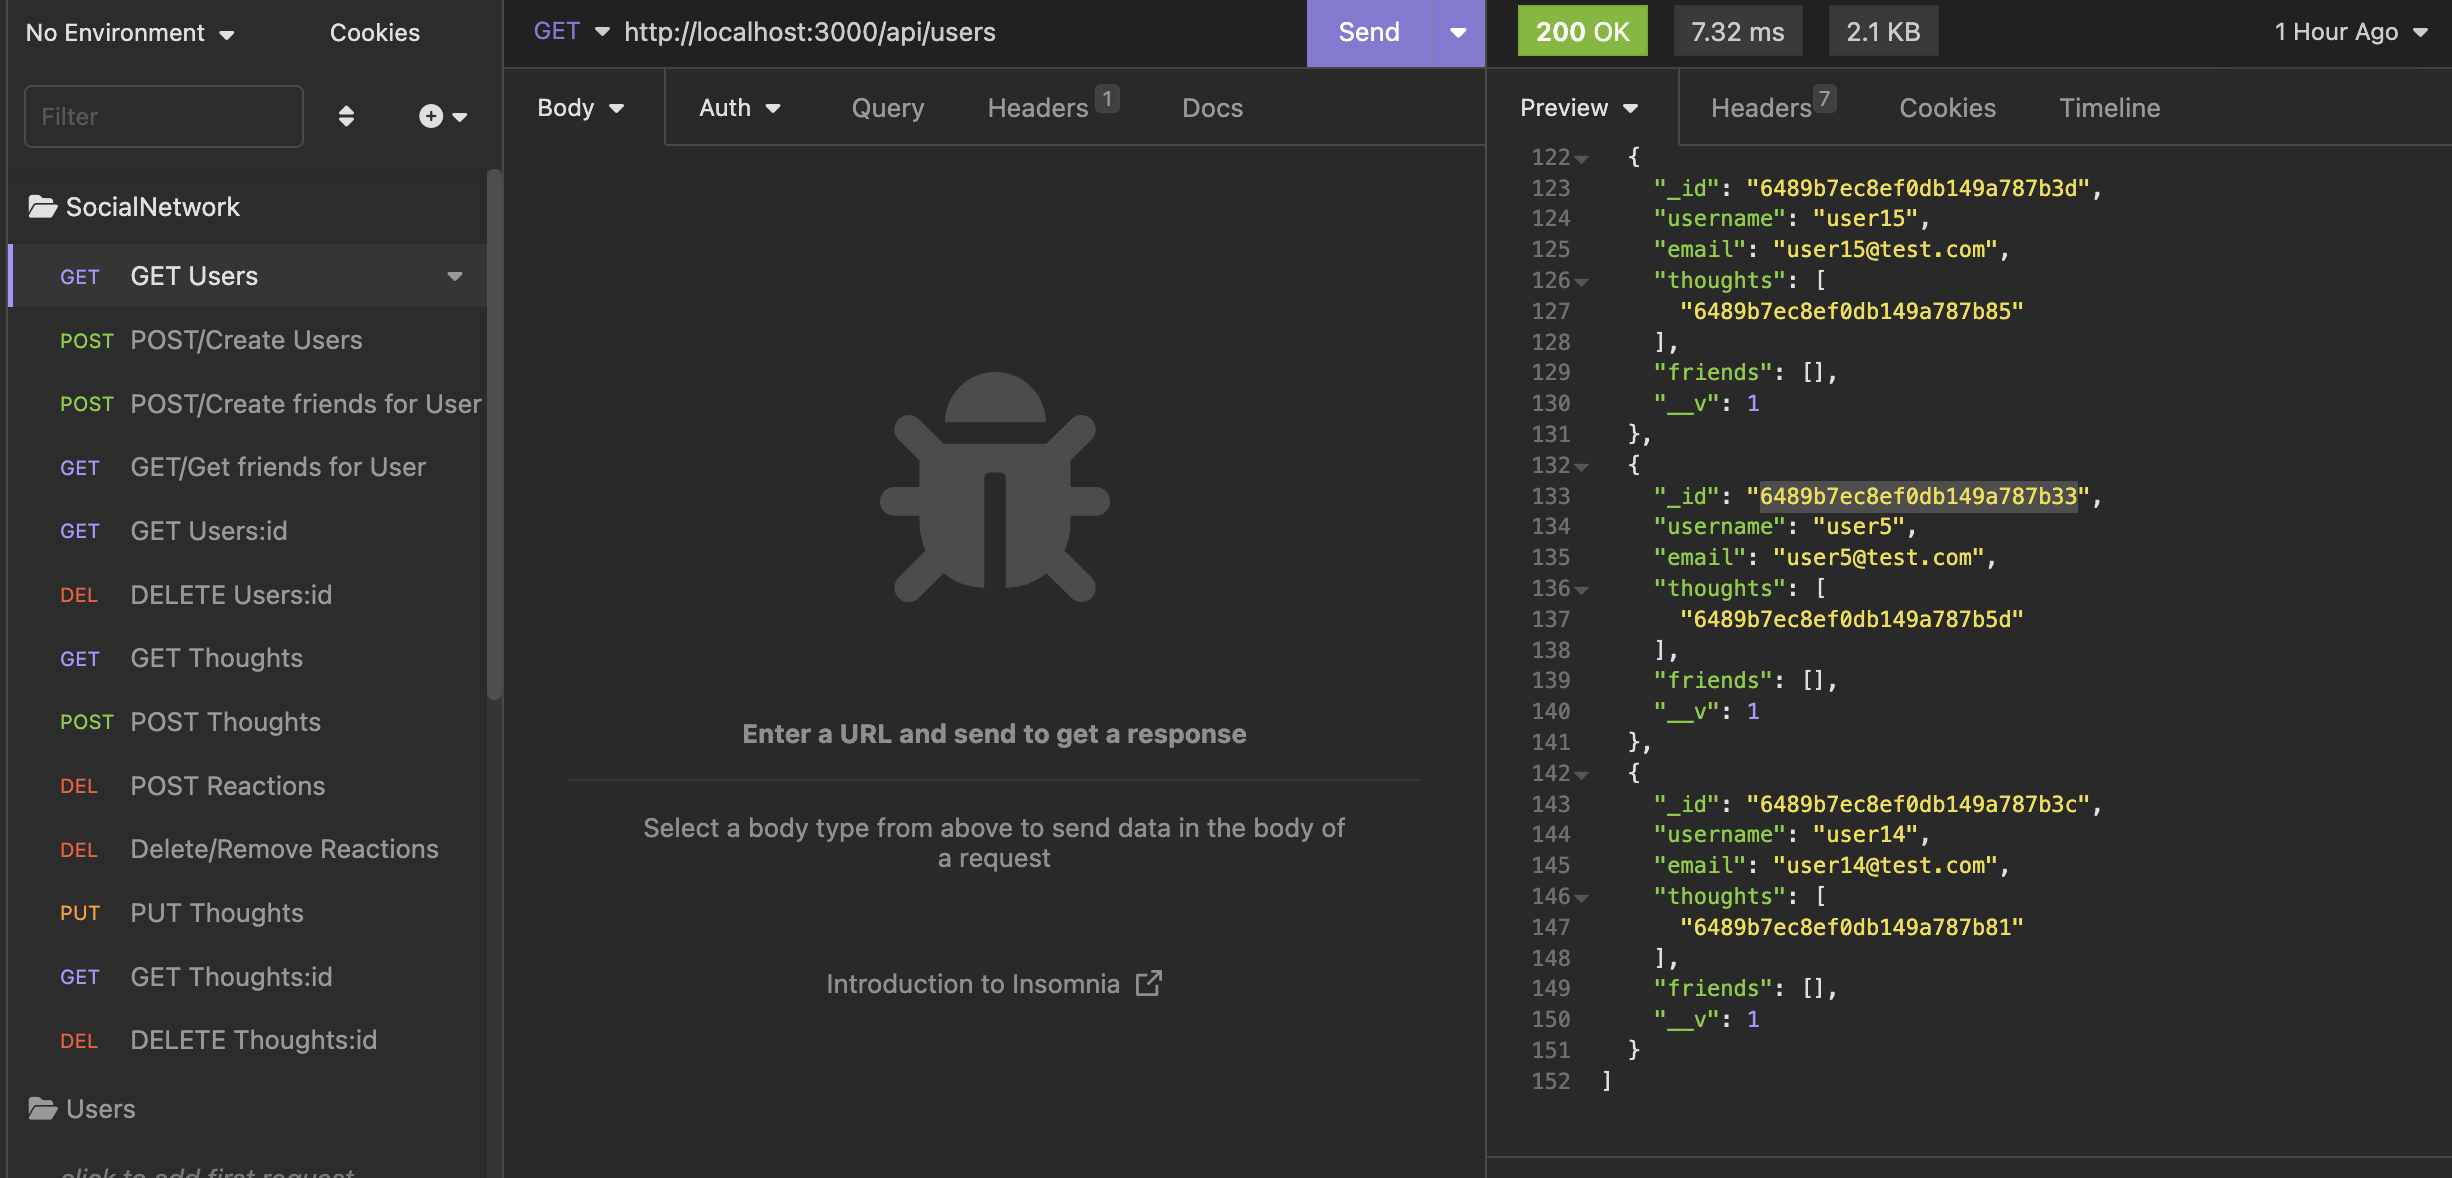 No Environment
Cookies
Filter
SocialNetwork
GET GET Users
POST POST/Create Users
POST POST/Create friends for User
GET GET/Get friends for User
GET GET Users:id
DEL DELETE Users:id
GET GET Thoughts
POST POST Thoughts
DEL POST Reactions
DEL Delete/Remove Reactions
PUT PUT Thoughts
GET GET Thoughts:id
DEL DELETE Thoughts:id
Users
click to add first request
GET http://localhost:3000/api/users
Send
Body Auth Query Headers 1 Docs
Enter a URL and send to get a response
Select a body type from above to send data in the body of
a request
Introduction to Insomnia
200 OK 7.32 ms 2.1 KB 1 Hour Ago
Preview Headers 7 Cookies Timeline
122 {
123 "_id": "6489b7ec8ef0db149a787b3d",
124 "username": "user15",
125 "email": "user15@test.com",
126 "thoughts": [
127 "6489b7ec8ef0db149a787b85"
128 ],
129 "friends": [],
130 "__v": 1
131 },
132 {
133 "_id": "6489b7ec8ef0db149a787b33",
134 "username": "user5",
135 "email": "user5@test.com",
136 "thoughts": [
137 "6489b7ec8ef0db149a787b5d"
138 ],
139 "friends": [],
140 "__v": 1
141 },
142 {
143 "_id": "6489b7ec8ef0db149a787b3c",
144 "username": "user14",
145 "email": "user14@test.com",
146 "thoughts": [
147 "6489b7ec8ef0db149a787b81"
148 ],
149 "friends": [],
150 "__v": 1
151 }
152 ]